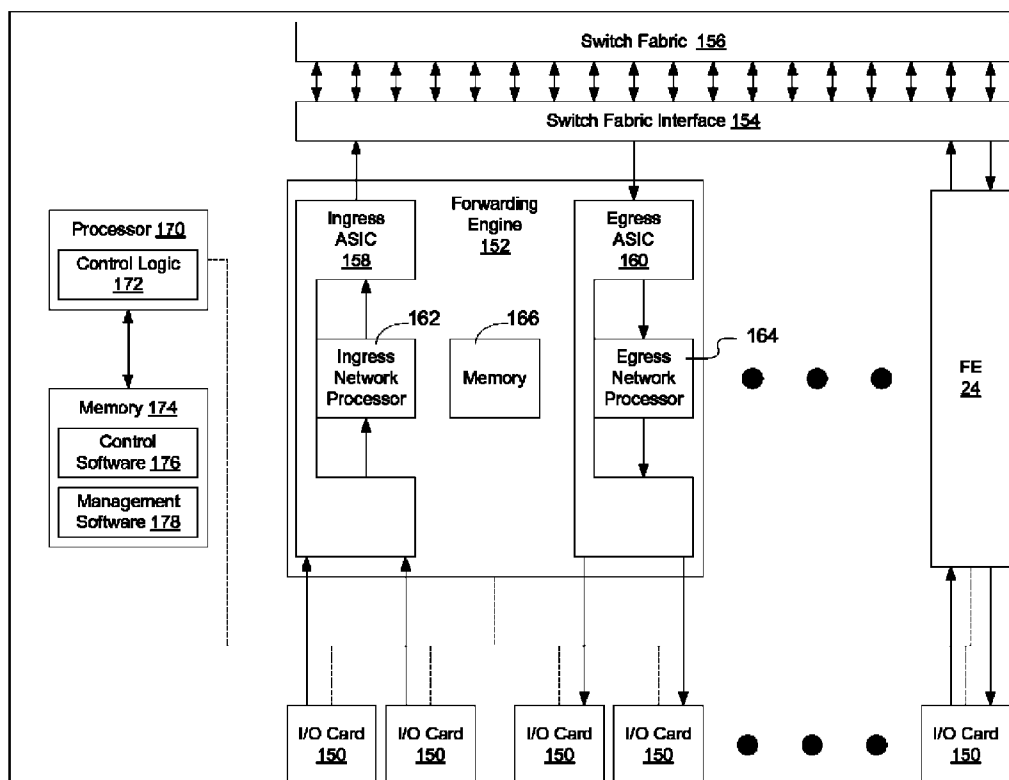 Switch Fabric 156
Switch Fabric Interface 154
Processor 170
Control Logic
172
Memory 174
Control
Software 176
Management
Software 178
Ingress
ASIC
158
Forwarding
Engine
152
Egress
ASIC
160
162
Ingress
Network
Processor
166
Memory
164
Egress
Network
Processor
FE
24
I/O Card
150
I/O Card
150
I/O Card
150
I/O Card
150
I/O Card
150